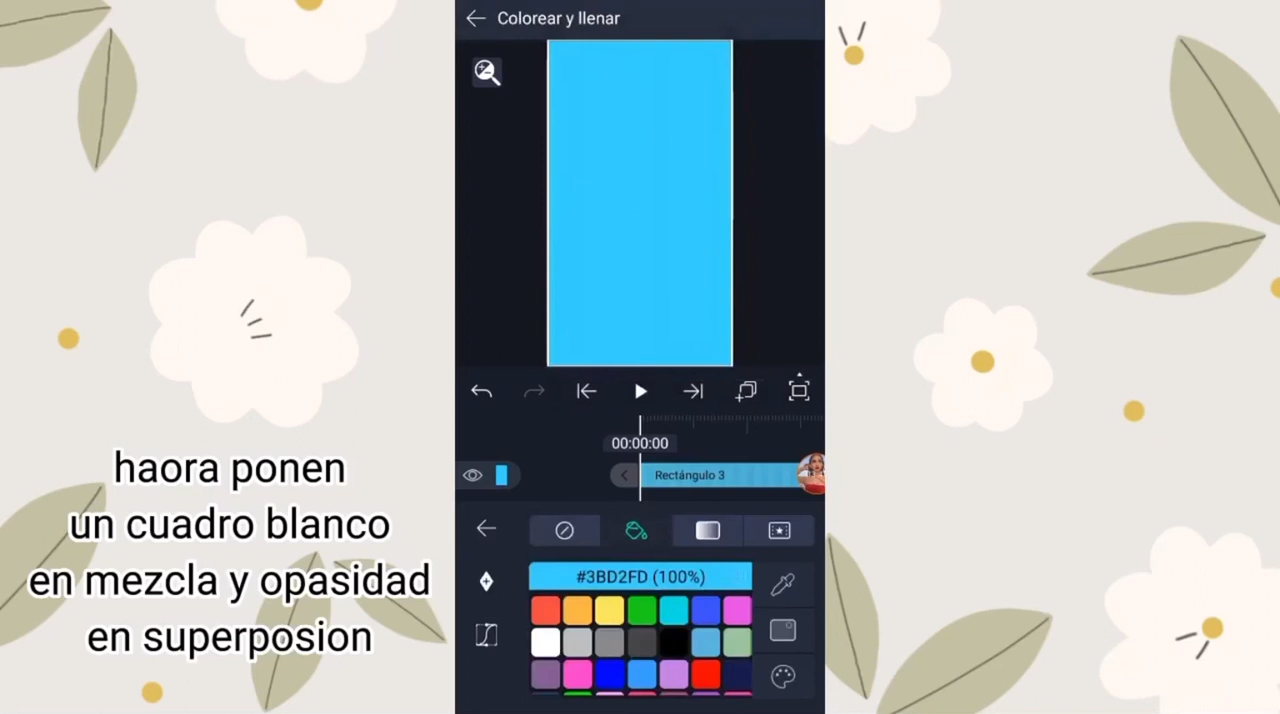 Colorear y llenar
00:00:00
Rectángulo 3
#3BD2FD (100%)
haora ponen
un cuadro blanco
en mezcla y opasidad
en superposion